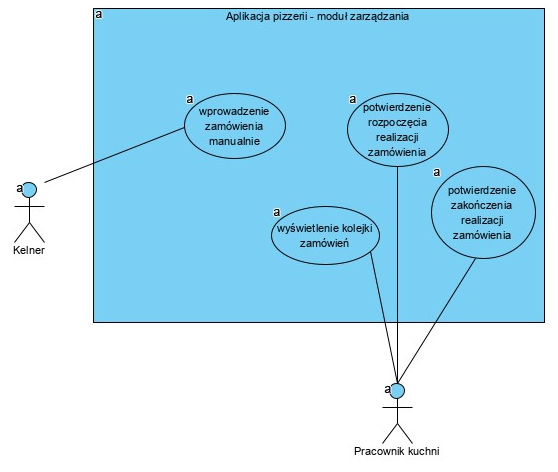 a
Aplikacja pizzerii - moduł zarządzania
a
wprowadzenie
zamówienia
manualnie
a
potwierdzenie
rozpoczęcia
realizacji
zamówienia
a
potwierdzenie
zakończenia
realizacji
zamówienia
a
wyświetlenie kolejki
zamówień
a
Kelner
a
Pracownik kuchni